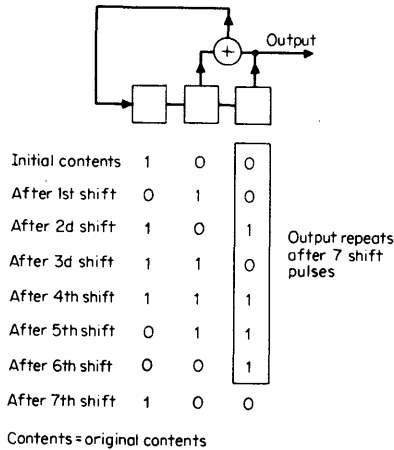 Output
Initial contents 1 0 0
After 1st shift 0 1 0
After 2d shift 1 0 1
After 3d shift 1 1 0
After 4th shift 1 1 1
After 5th shift 0 1 1
After 6th shift 0 0 1
After 7th shift 1 0 0
Output repeats
after 7 shift
pulses
Contents = original contents